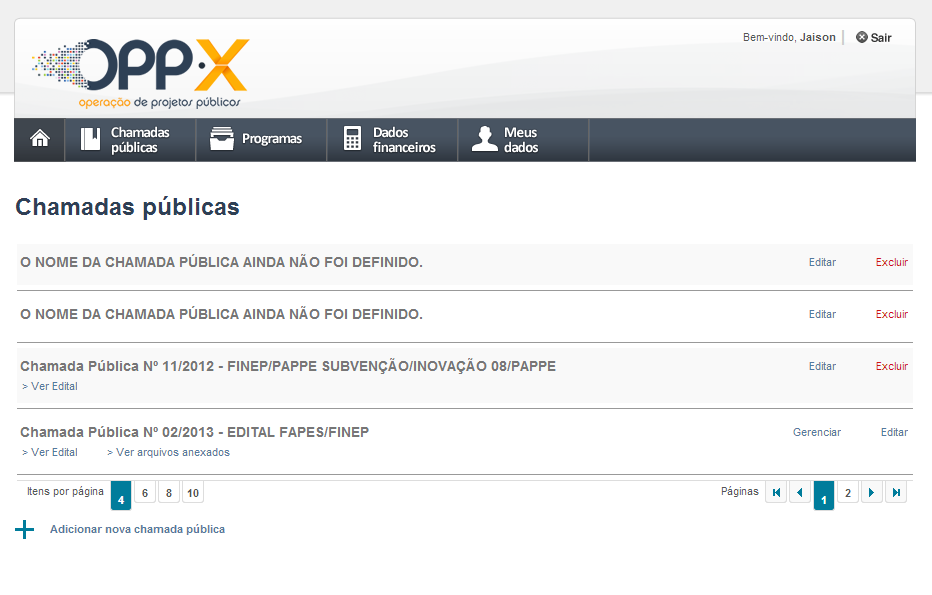 OPP·X
operação de projetos públicos
Bem-vindo, Jaison
Sair
Chamadas públicas
Programas
Dados financeiros
Meus dados
Chamadas públicas
O NOME DA CHAMADA PÚBLICA AINDA NÃO FOI DEFINIDO. Editar Excluir
O NOME DA CHAMADA PÚBLICA AINDA NÃO FOI DEFINIDO. Editar Excluir
Chamada Pública Nº 11/2012 - FINEP/PAPPE SUBVENÇÃO/INOVAÇÃO 08/PAPPE Editar Excluir
> Ver Edital
Chamada Pública Nº 02/2013 - EDITAL FAPES/FINEP Gerenciar Editar
> Ver Edital > Ver arquivos anexados
Itens por página 4 6 8 10 Páginas 1 2
Adicionar nova chamada pública